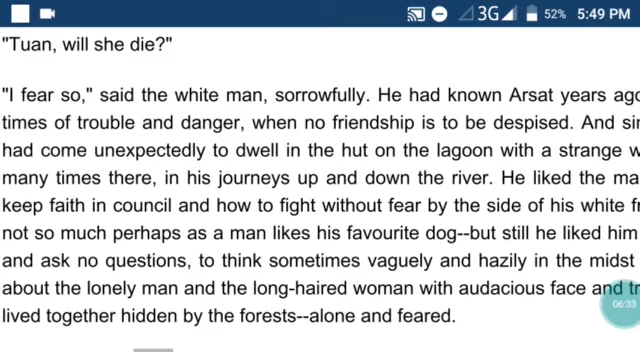 3G 52% 5:49 PM
"Tuan, will she die?"
"I fear so," said the white man, sorrowfully. He had known Arsat years
times of trouble and danger, when no friendship is to be despised. And
had come unexpectedly to dwell in the hut on the lagoon with a strange
many times there, in his journeys up and down the river. He liked the
keep faith in council and how to fight without fear by the side of his white
not so much perhaps as a man likes his favourite dog--but still he liked him
and ask no questions, to think sometimes vaguely and hazily in the midst
about the lonely man and the long-haired woman with audacious face and
06:33
lived together hidden by the forests--alone and feared.